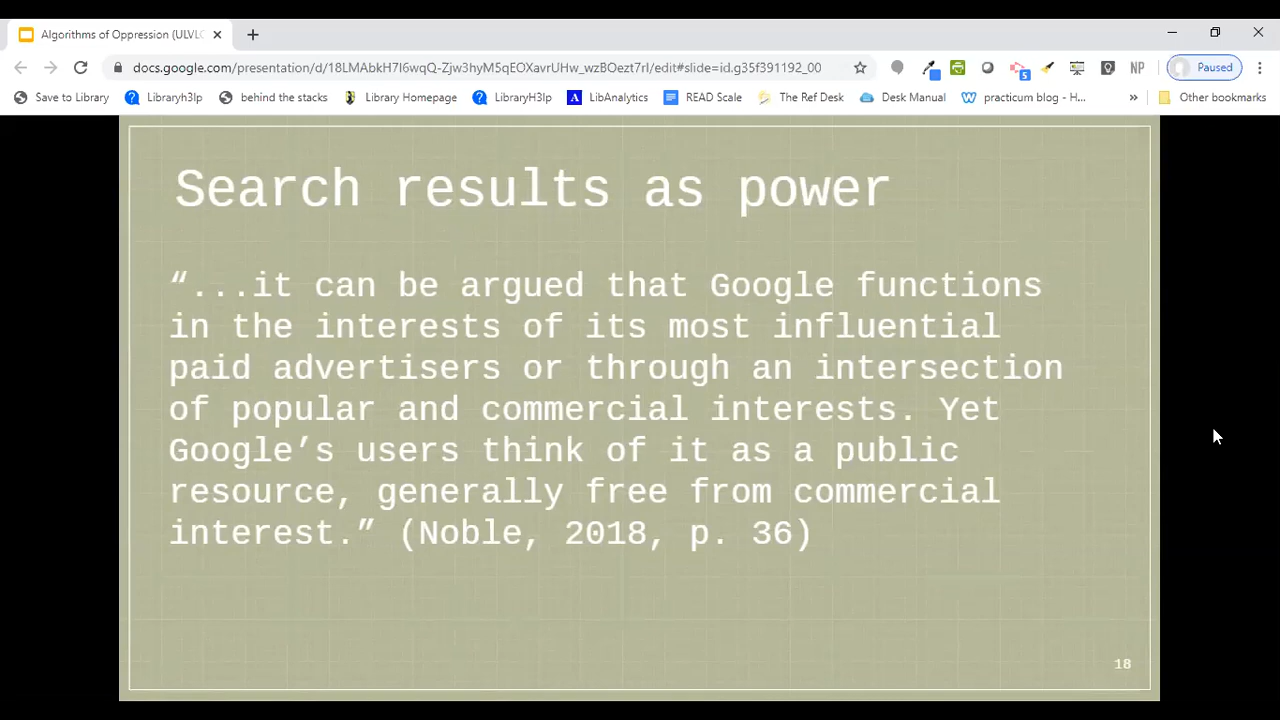 Algorithms of Oppression (ULVLC
docs.google.com/presentation/d/18LMAbkH7I6wqQ-Zjw3hyM5qEOXavrUHw_wzBOezt7rI/edit#slide=id.g35f391192_00
5
NP
Paused
Save to Library
Libraryh3lp
behind the stacks
Library Homepage
LibraryH3lp
A LibAnalytics
READ Scale
The Ref Desk
Desk Manual
practicum blog - H...
»
Other bookmarks
Search results as power
“...it can be argued that Google functions
in the interests of its most influential
paid advertisers or through an intersection
of popular and commercial interests. Yet
Google’s users think of it as a public
resource, generally free from commercial
interest.” (Noble, 2018, p. 36)
18